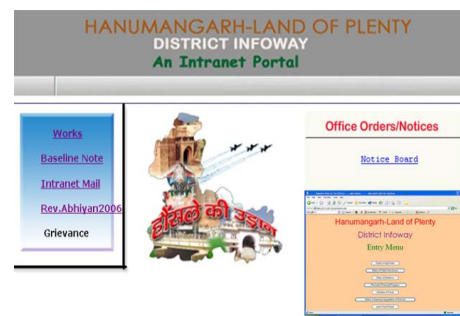 HANUMANGARH-LAND OF PLENTY
DISTRICT INFOWAY
An Intranet Portal
Works
Baseline Note
Intranet Mail
Rev.Abhiyan2006
Grievance
हौसले की उड़ान
Office Orders/Notices
Notice Board
Hanumangarh-Land of Plenty
District Infoway
Entry Menu